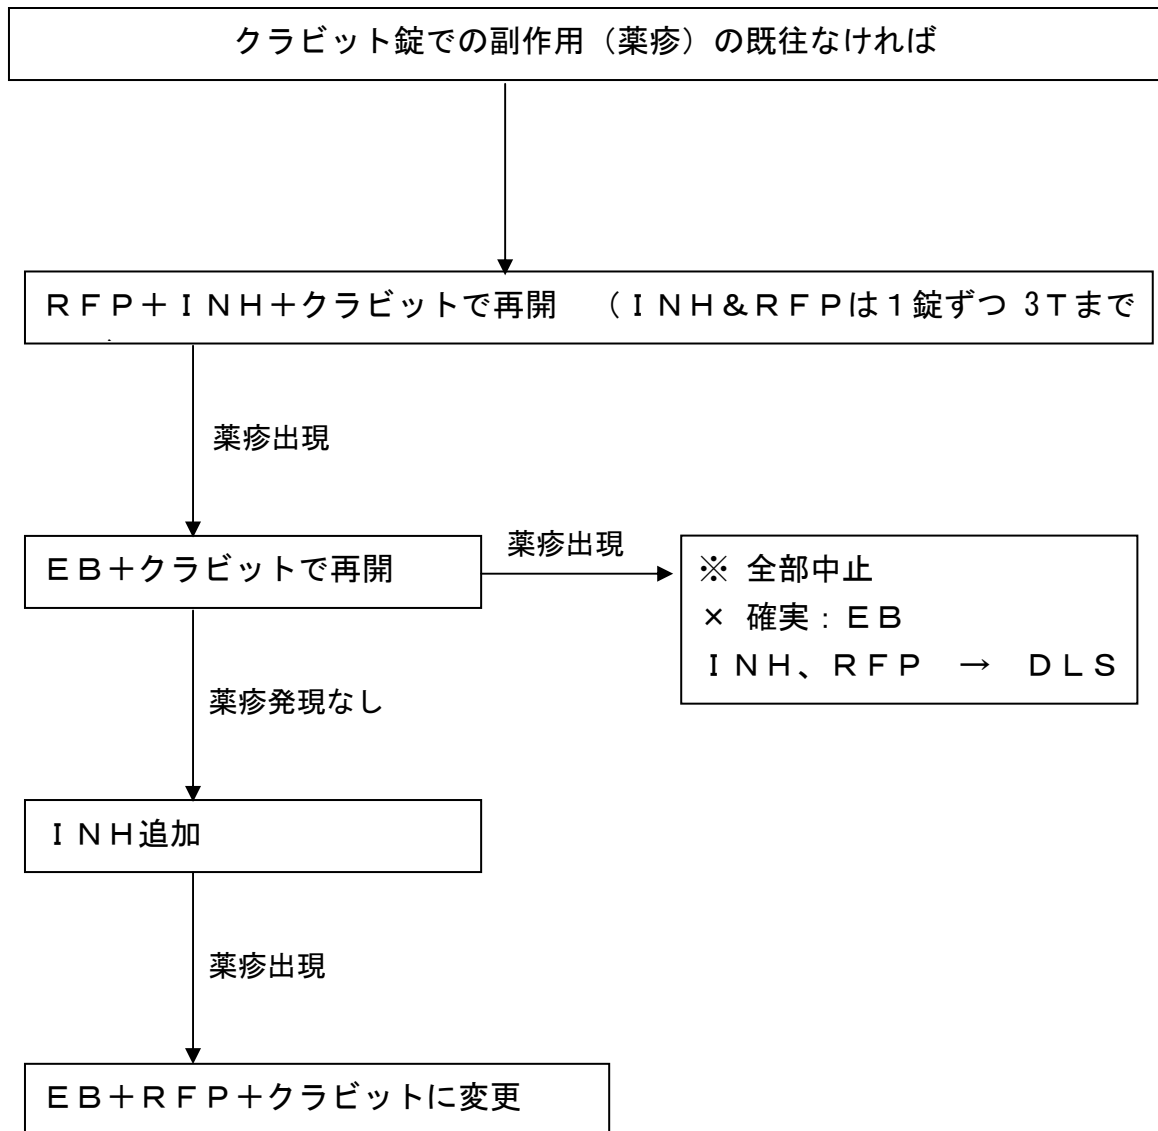 クラビット錠での副作用（薬疹）の既往なければ
ＲＦＰ＋ＩＮＨ＋クラビットで再開　（ＩＮＨ＆ＲＦＰは１錠ずつ 3Ｔまで
薬疹出現
ＥＢ＋クラビットで再開
薬疹出現
※ 全部中止
× 確実：ＥＢ
ＩＮＨ、ＲＦＰ　→　ＤＬＳ
薬疹発現なし
ＩＮＨ追加
薬疹出現
ＥＢ＋ＲＦＰ＋クラビットに変更